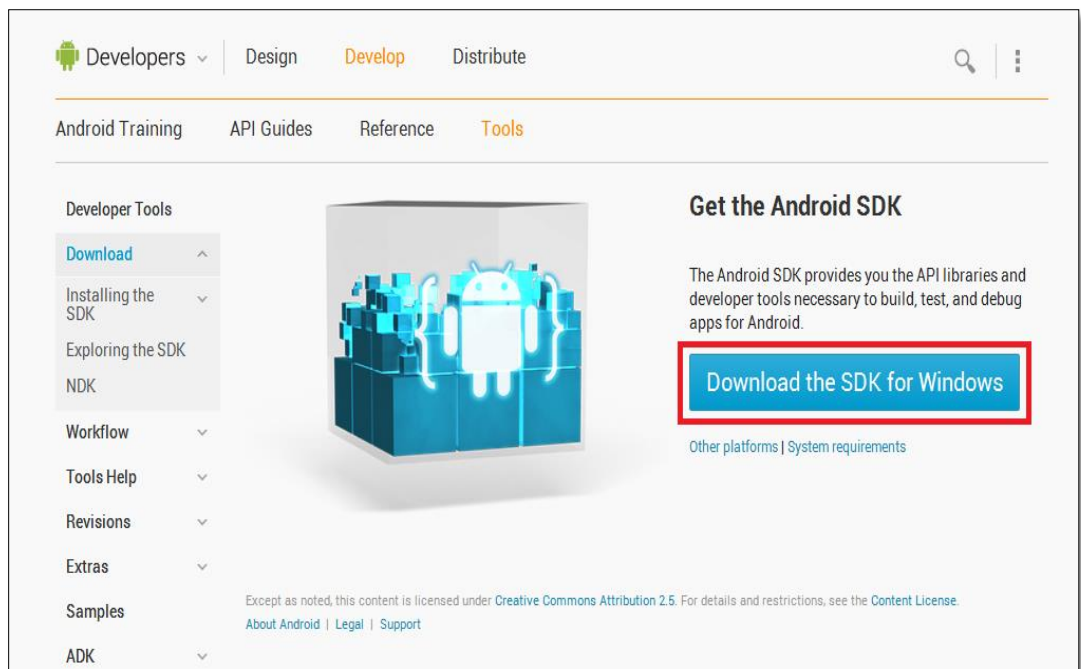 Developers
Design
Develop
Distribute
Android Training
API Guides
Reference
Tools
Developer Tools
Download
Installing the
SDK
Exploring the SDK
NDK
Workflow
Tools Help
Revisions
Extras
Samples
ADK
Get the Android SDK
The Android SDK provides you the API libraries and
developer tools necessary to build, test, and debug
apps for Android.
Download the SDK for Windows
Other platforms | System requirements
Except as noted, this content is licensed under Creative Commons Attribution 2.5. For details and restrictions, see the Content License.
About Android | Legal | Support